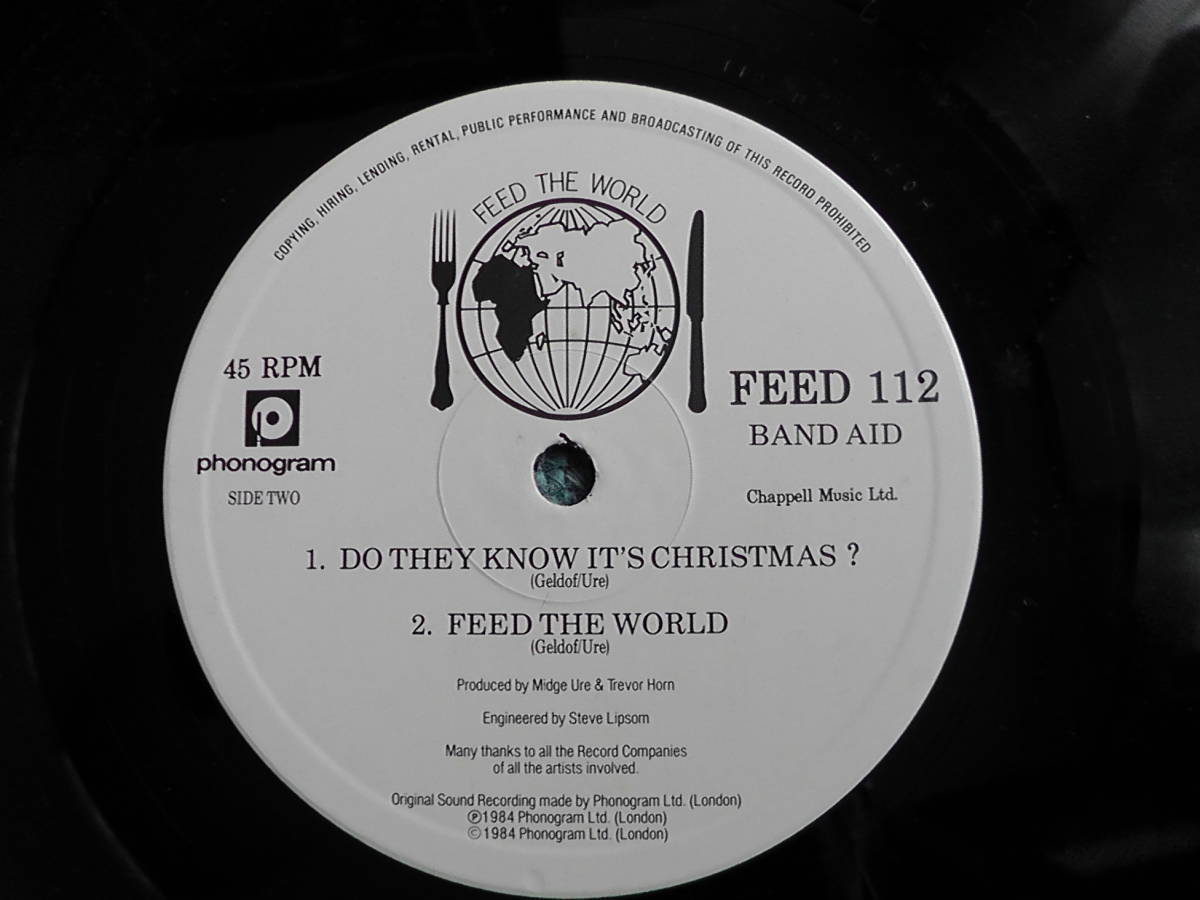 COPYING, HIRING, LENDING, RENTAL, PUBLIC PERFORMANCE AND BROADCASTING OF THIS RECORD PROHIBITED
FEED THE WORLD
45 RPM
phonogram
SIDE TWO
FEED 112
BAND AID
Chappell Music Ltd.
1. DO THEY KNOW IT'S CHRISTMAS ?
(Geldof/Ure)
2. FEED THE WORLD
(Geldof/Ure)
Produced by Midge Ure & Trevor Horn
Engineered by Steve Lipsom
Many thanks to all the Record Companies
of all the artists involved.
Original Sound Recording made by Phonogram Ltd. (London)
℗1984 Phonogram Ltd. (London)
©1984 Phonogram Ltd. (London)